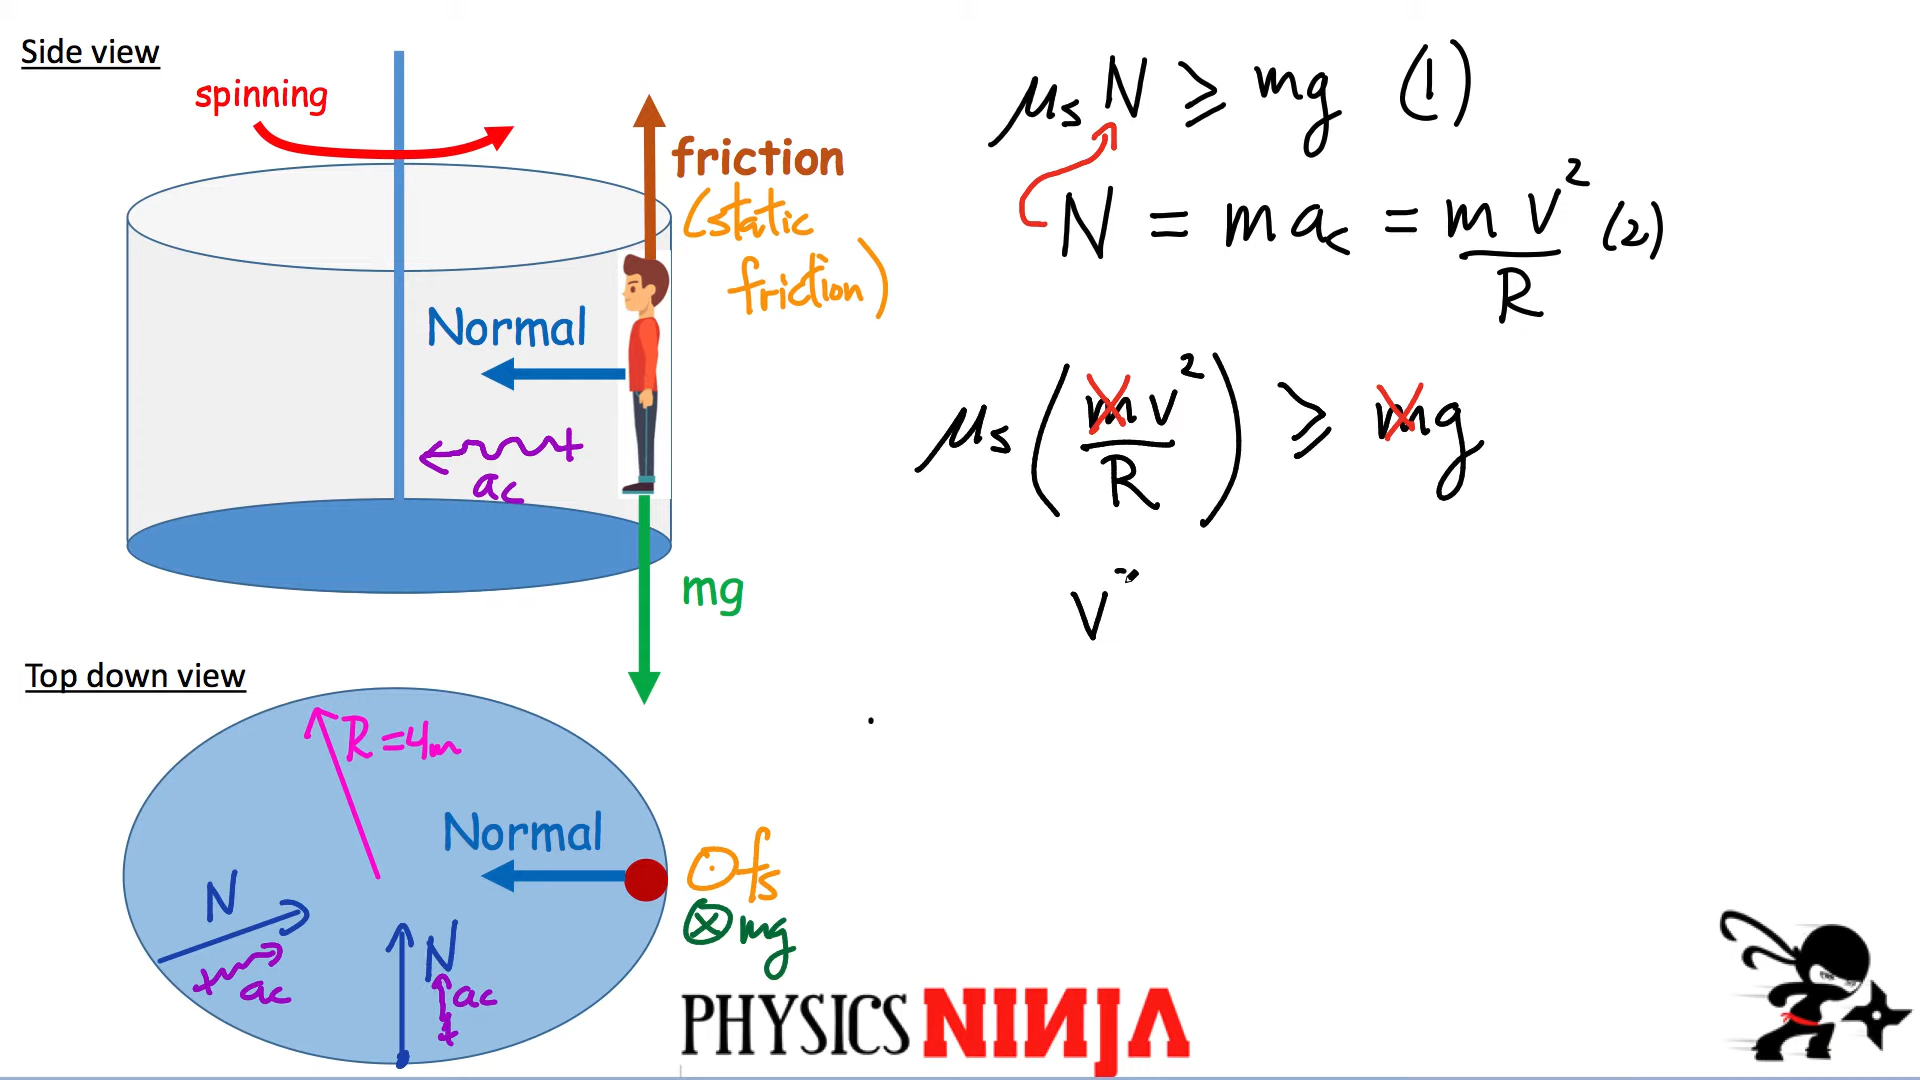 Side view
spinning
friction
(static
friction)
Normal
ac
mg
Top down view
R = 4m
Normal
fs
mg
N
ac
N
ac
μs N ≥ mg (1)
N = m ac = m v² / R (2)
μs ( m v² / R ) ≥ mg
v
PHYSICS NINJA